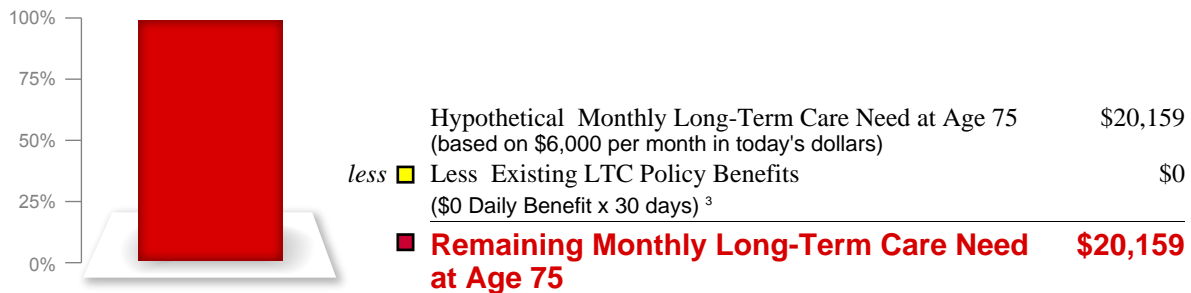 100%
75%
50%
25%
0%
Hypothetical Monthly Long-Term Care Need at Age 75 $20,159
(based on $6,000 per month in today's dollars)
less Less Existing LTC Policy Benefits $0
($0 Daily Benefit x 30 days) 3
Remaining Monthly Long-Term Care Need $20,159
at Age 75